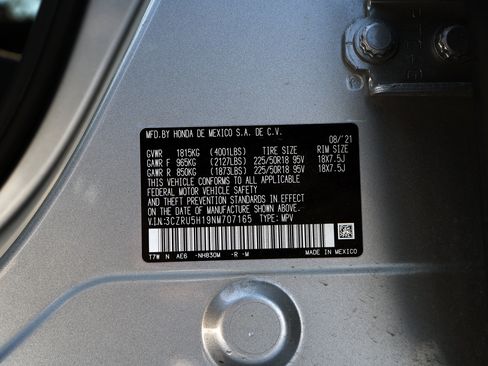 MFD.BY HONDA DE MEXICO S.A. DE C.V.
08/'21
GVWR 1815KG (4001LBS) TIRE SIZE RIM SIZE
GAWR F 965KG (2127LBS) 225/50R18 95V 18X7.5J
GAWR R 850KG (1873LBS) 225/50R18 95V 18X7.5J
THIS VEHICLE CONFORMS TO ALL APPLICABLE
FEDERAL MOTOR VEHICLE SAFETY
AND THEFT PREVENTION STANDARDS IN EFFECT
ON THE DATE OF MANUFACTURE SHOWN ABOVE.
V.I.N:3CZRU5H19NM707165 TYPE: MPV
T7W N AE6 -NH830M -R -M MADE IN MEXICO